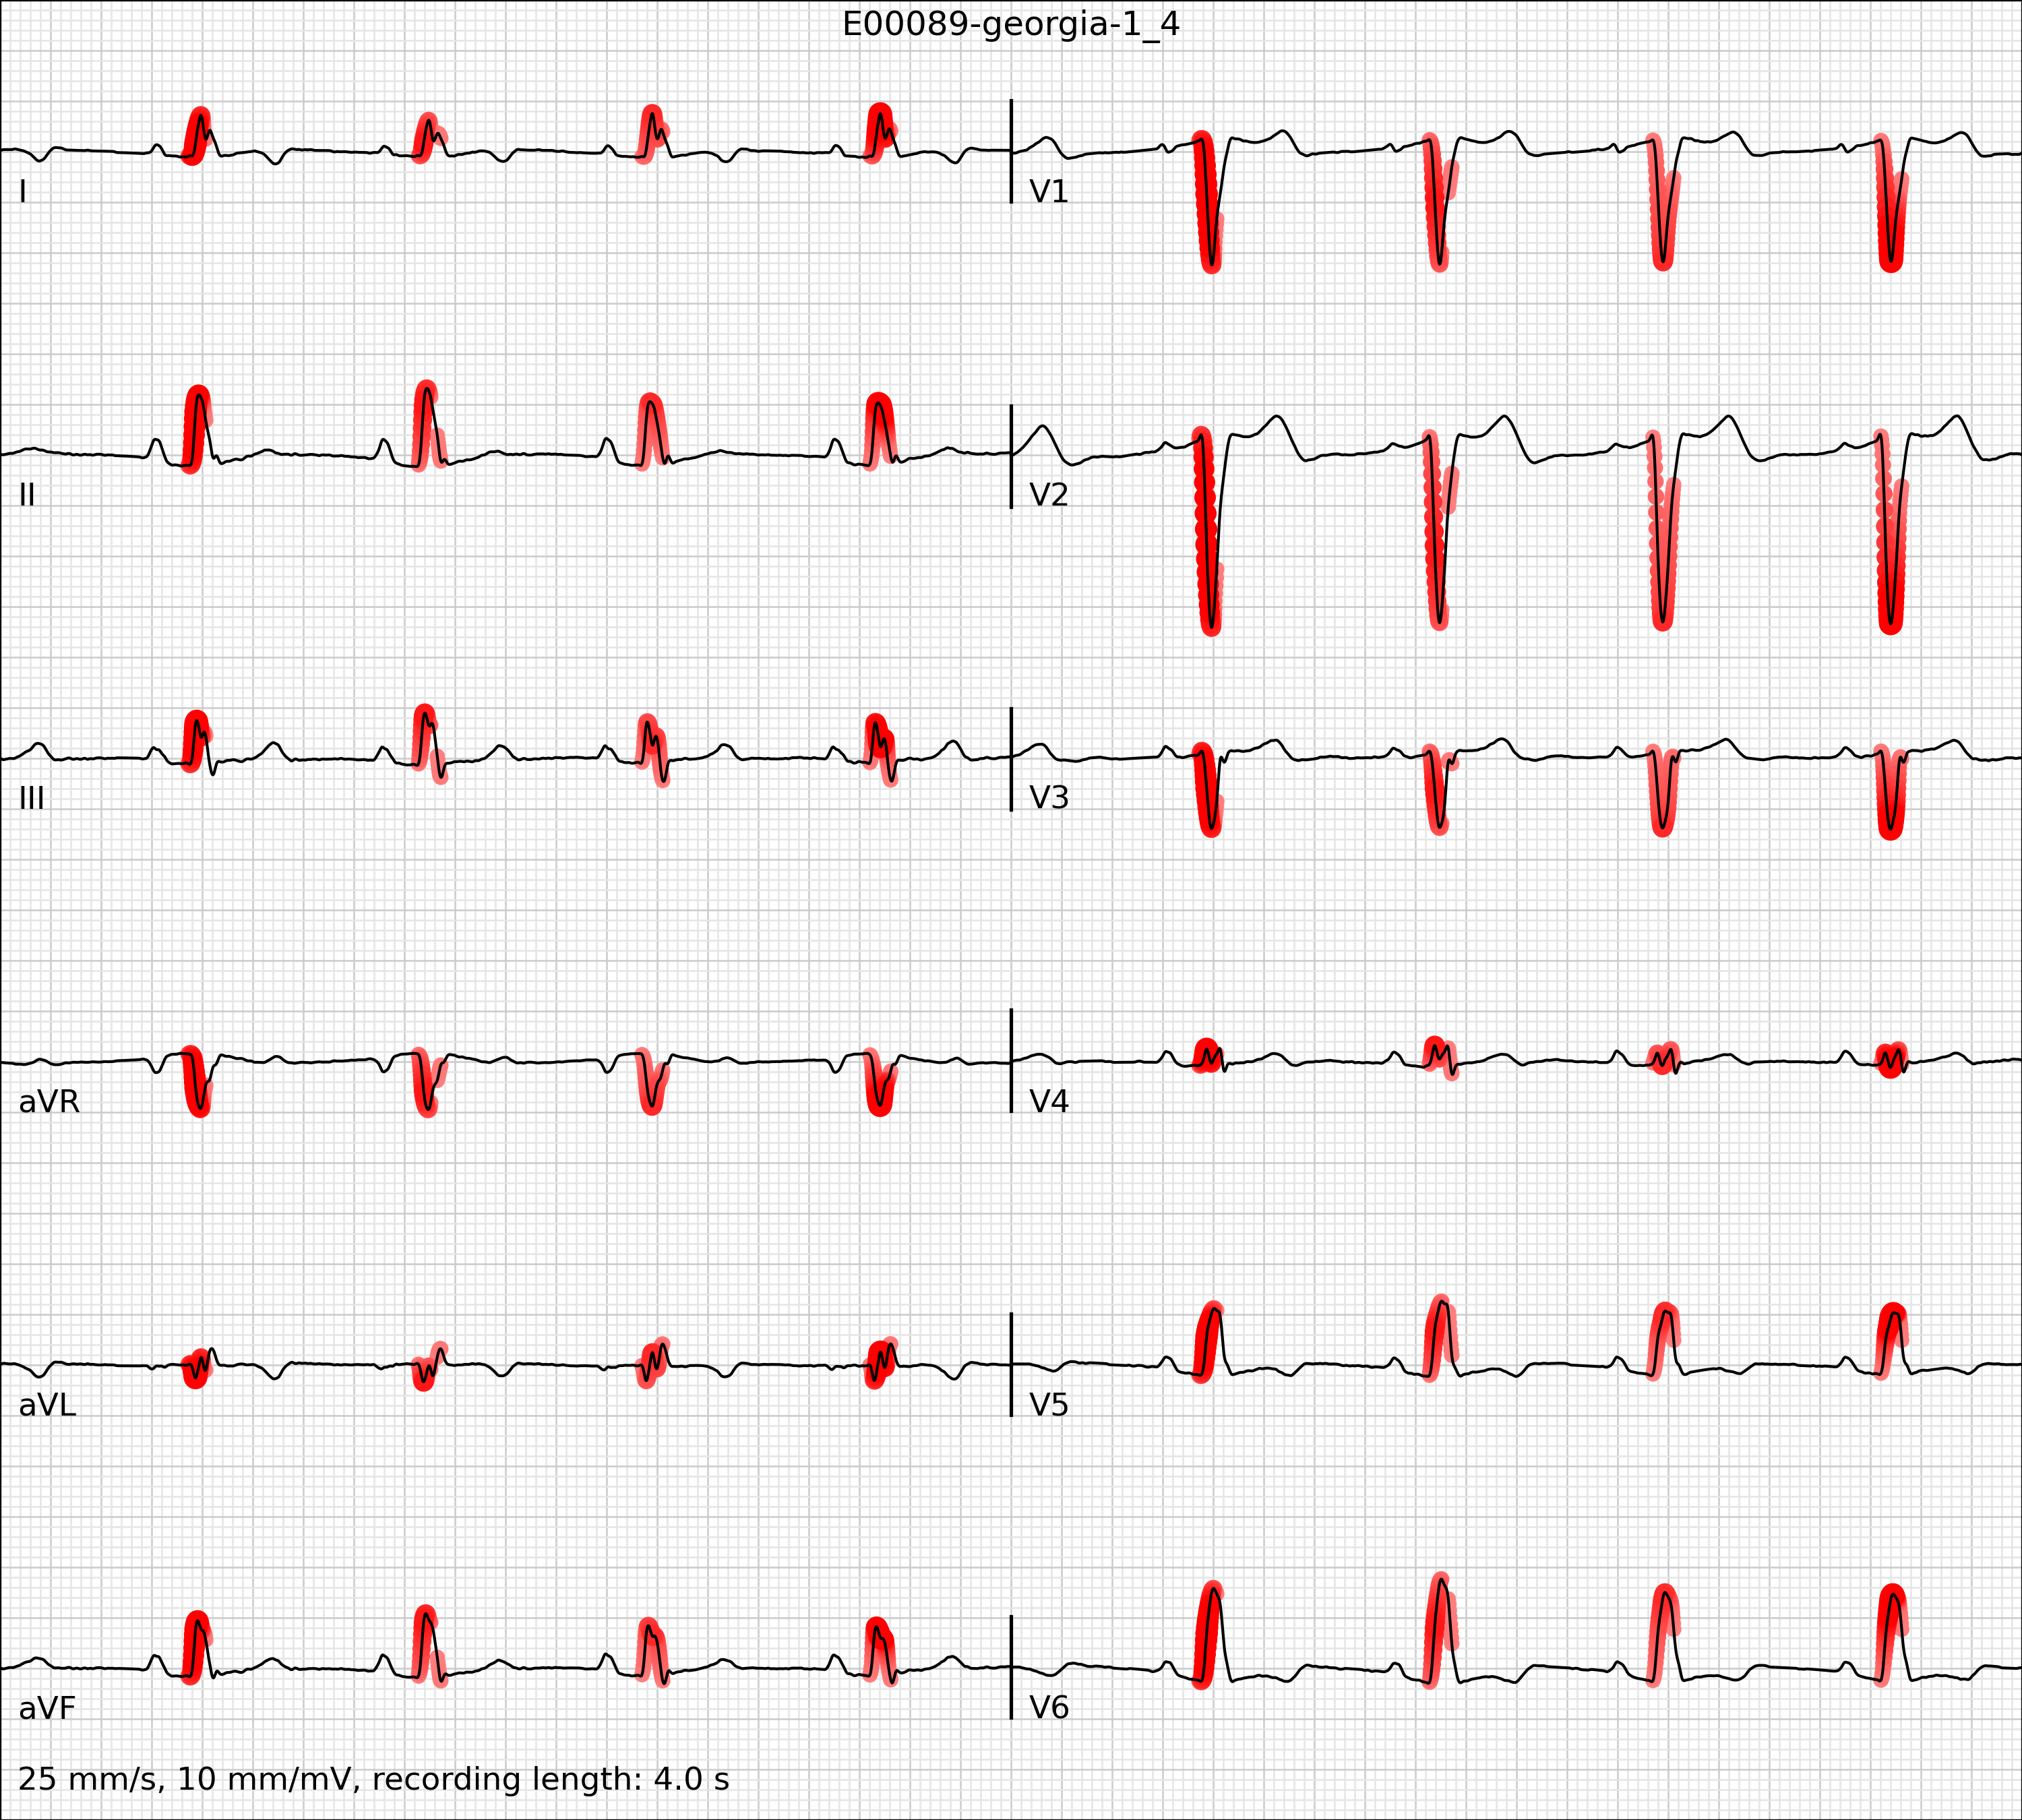 E00089-georgia-1_4
I
V1
II
V2
III
V3
aVR
V4
aVL
V5
aVF
V6
25 mm/s, 10 mm/mV, recording length: 4.0 s